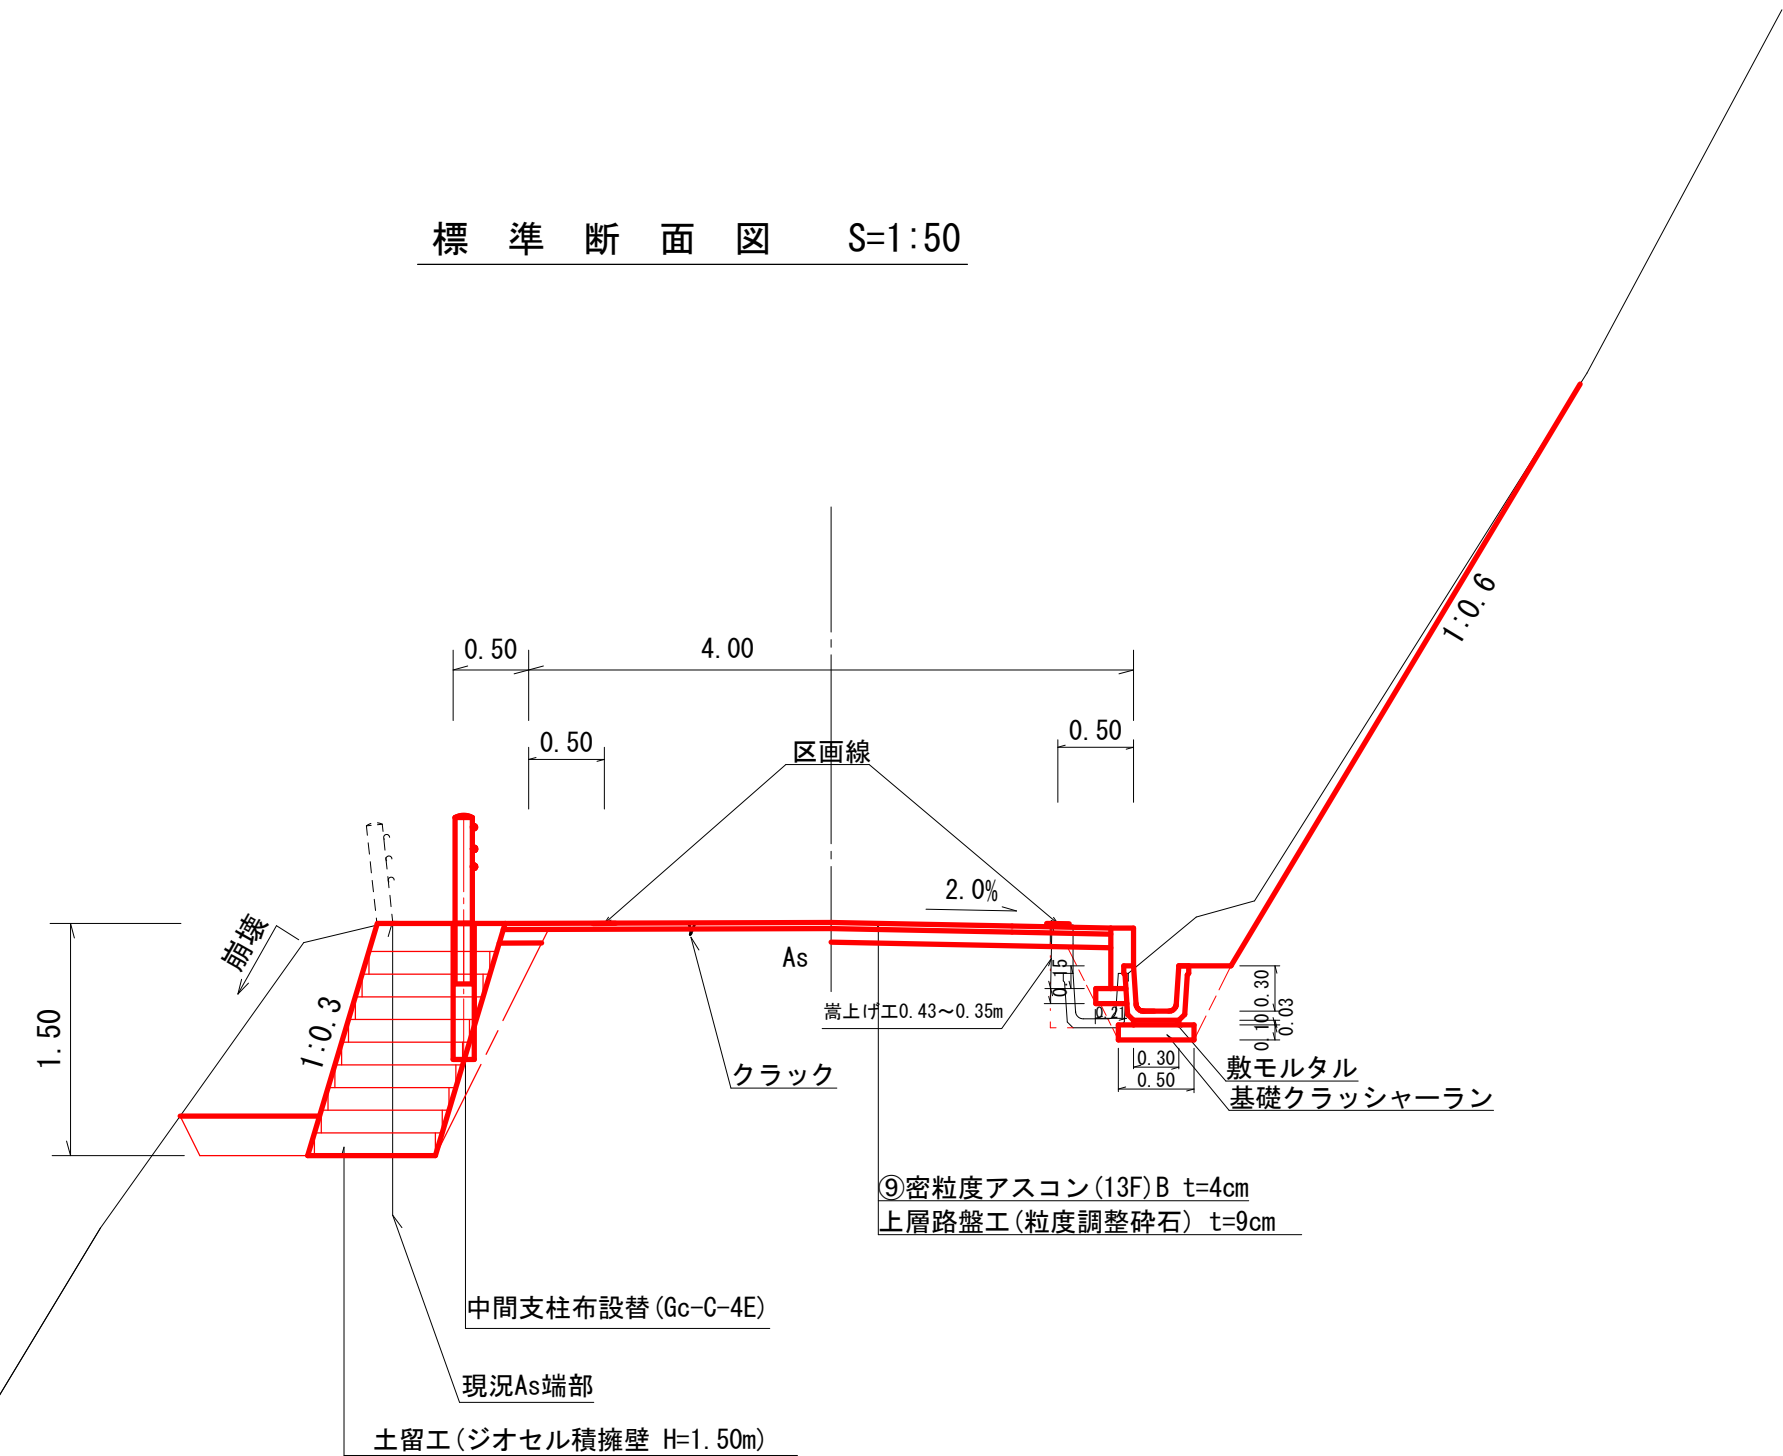 標　準　断　面　図　　S=1:50
1:0.6
0.50
4.00
0.50
0.50
区画線
2.0%
崩壊
As
1.50
1:0.3
嵩上げ工0.43～0.35m
0.15
0.21
0.30
0.03
0.10
クラック
0.30
0.50
敷モルタル
基礎クラッシャーラン
⑨密粒度アスコン(13F)B t=4cm
上層路盤工(粒度調整砕石) t=9cm
中間支柱布設替(Gc-C-4E)
現況As端部
土留工(ジオセル積擁壁 H=1.50m)